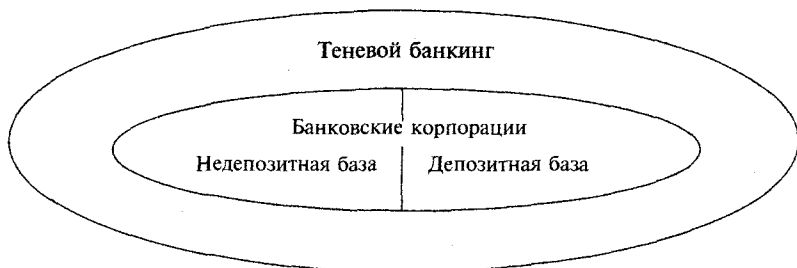 Теневой банкинг
Банковские корпорации
Недепозитная база Депозитная база